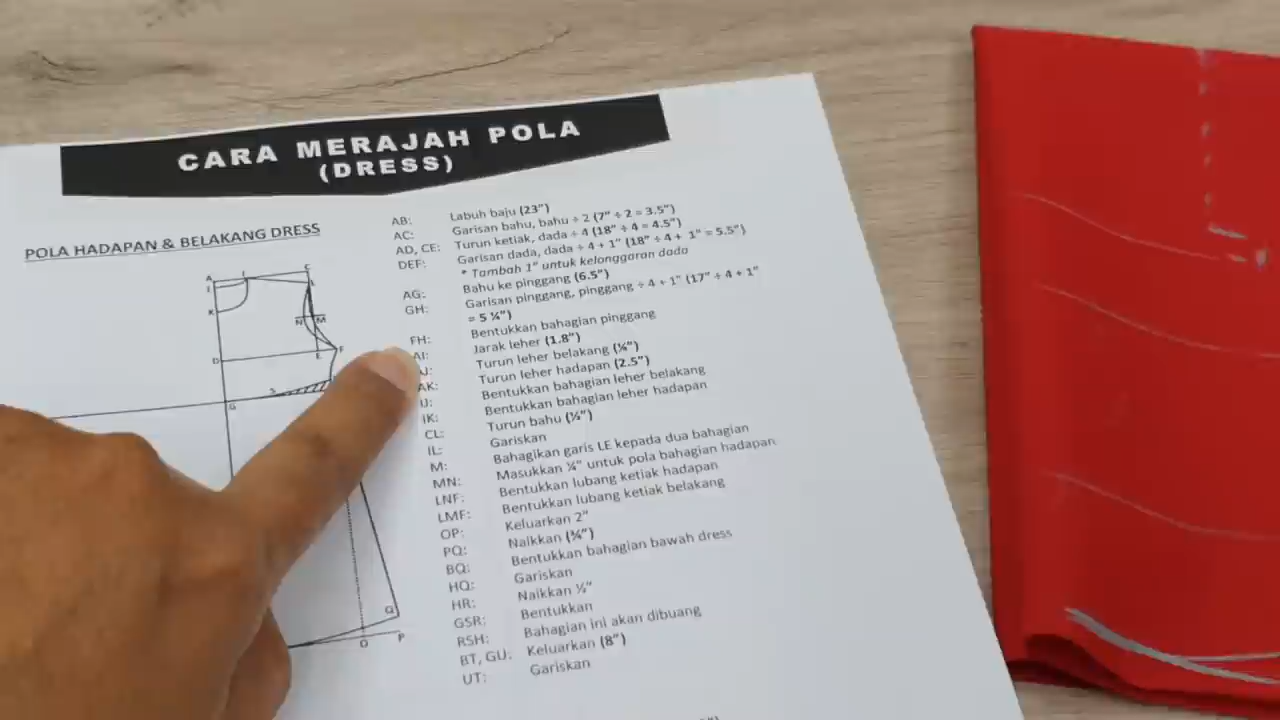 CARA MERAJAH POLA
(DRESS)
POLA HADAPAN & BELAKANG DRESS
AB: Labuh baju (23")
AC: Garisan bahu, bahu ÷ 2 (7" ÷ 2 = 3.5")
AD, CE: Turun ketiak, dada ÷ 4 (18" ÷ 4 = 4.5")
DEF: Garisan dada, dada ÷ 4 + 1" (18" ÷ 4 + 1" = 5.5")
* Tambah 1" untuk kelonggaran dada
AG: Bahu ke pinggang (6.5")
GH: Garisan pinggang, pinggang ÷ 4 + 1" (17" ÷ 4 + 1"
= 5 ¼")
FH: Bentukkan bahagian pinggang
AI: Jarak leher (1.8")
AJ: Turun leher belakang (¼")
AK: Turun leher hadapan (2.5")
IJ: Bentukkan bahagian leher belakang
IK: Bentukkan bahagian leher hadapan
CL: Turun bahu (½")
IL: Gariskan
M: Bahagikan garis LE kepada dua bahagian
MN: Masukkan ¼" untuk pola bahagian hadapan
LNF: Bentukkan lubang ketiak hadapan
LMF: Bentukkan lubang ketiak belakang
OP: Keluarkan 2"
PQ: Naikkan (¾")
BQ: Bentukkan bahagian bawah dress
HQ: Gariskan
HR: Naikkan ½"
GSR: Bentukkan
RSH: Bahagian ini akan dibuang
BT, GU: Keluarkan (8")
UT: Gariskan
A
C
K
N
M
D
E
F
S
G
Q
O
P